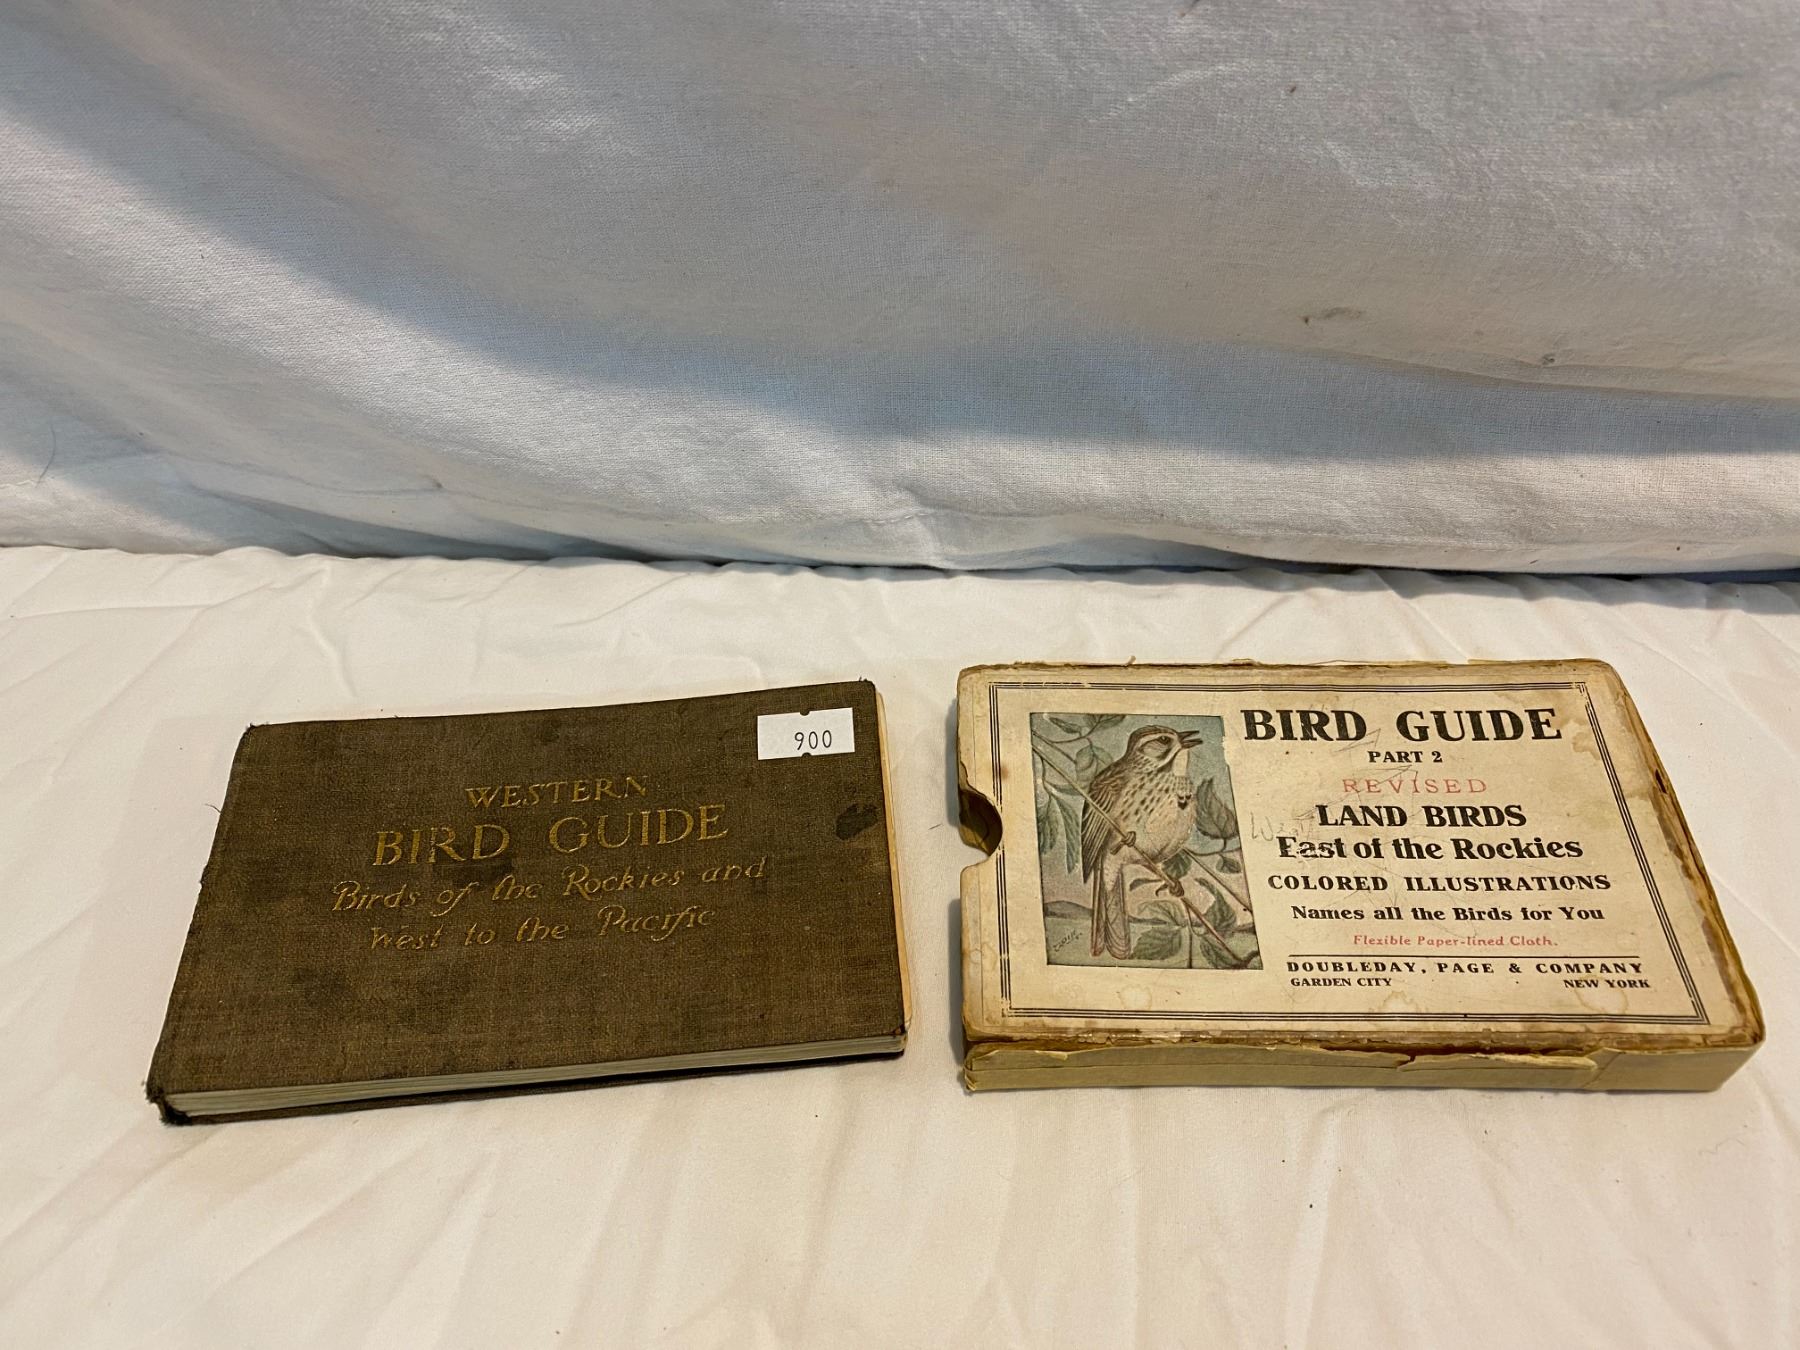 900
WESTERN
BIRD GUIDE
Birds of the Rockies and
West to the Pacific
BIRD GUIDE
PART 2
REVISED
LAND BIRDS
East of the Rockies
COLORED ILLUSTRATIONS
Names all the Birds for You
Flexible Paper-lined Cloth.
DOUBLEDAY, PAGE & COMPANY
GARDEN CITY NEW YORK